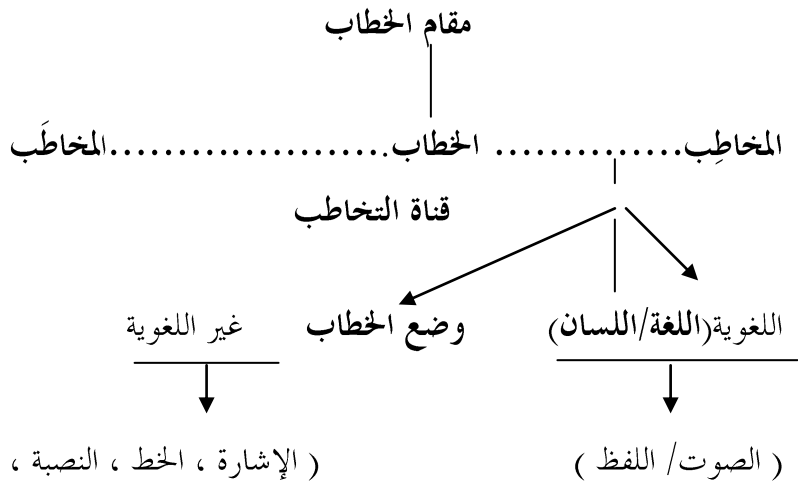 مقام الخطاب
المخاطِب.............. الخطاب.....................المخاطَب
قناة التخاطب
اللغوية(اللغة/اللسان) وضع الخطاب غير اللغوية
( الصوت/ اللفظ ) ( الإشارة ، الخط ، النصبة ،